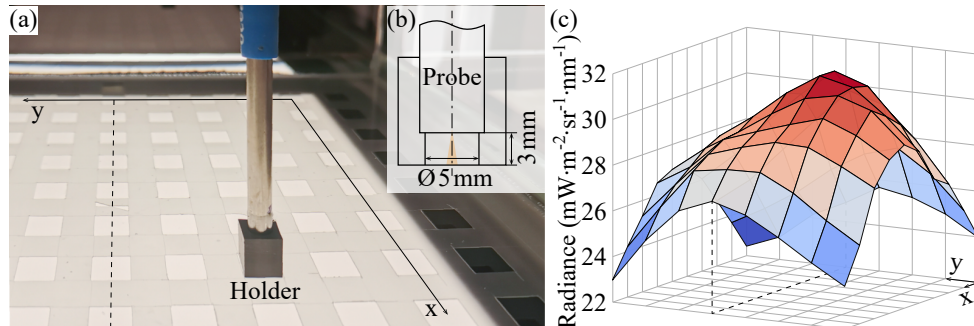 (a)
y
Holder
x
(b)
Probe
3 mm
Ø 5 mm
(c)
Radiance (mW·m⁻²·sr⁻¹·nm⁻¹)
32
30
28
26
24
22
y
x